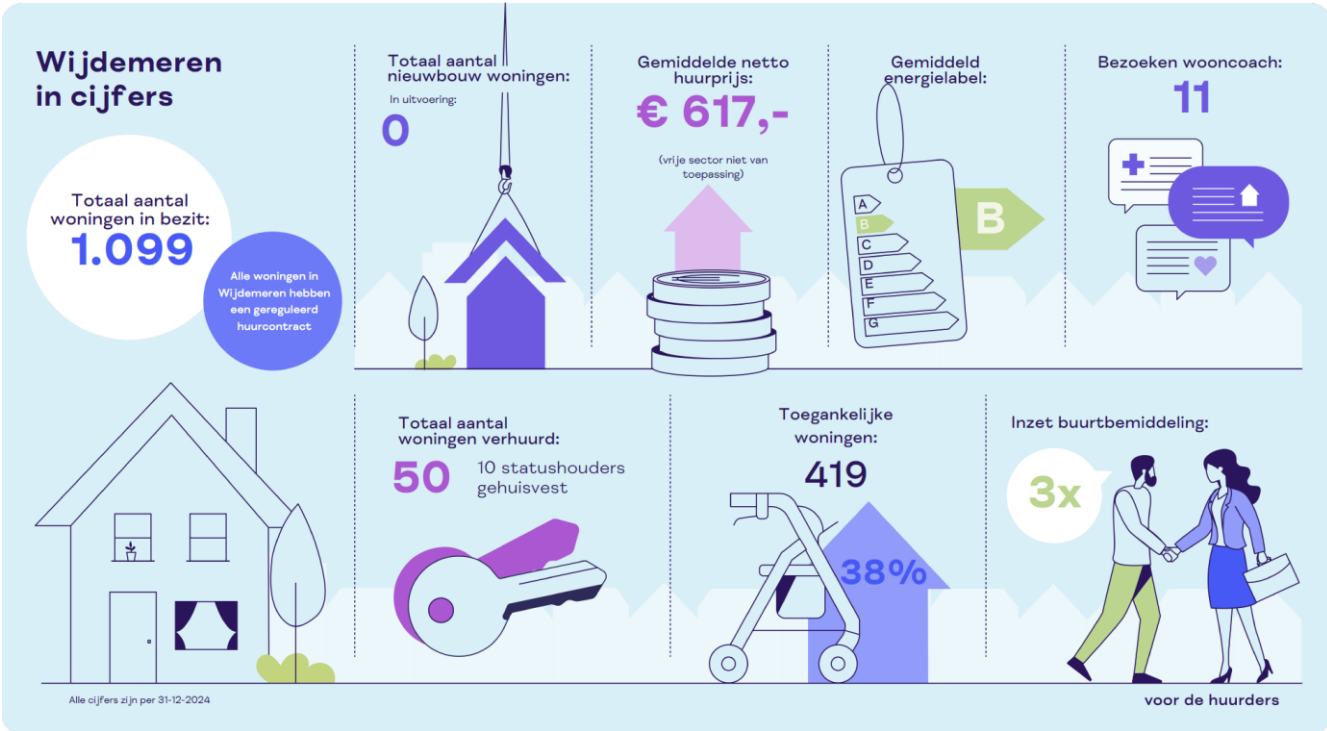 Wijdemeren
in cijfers
Totaal aantal
woningen in bezit:
1.099
Alle woningen in
Wijdemeren hebben
een gereguleerd
huurcontract
Totaal aantal
nieuwbouw woningen:
In uitvoering:
0
Gemiddelde netto
huurprijs:
€ 617,-
(vrije sector niet van
toepassing)
Gemiddeld
energielabel:
A
B
C
D
E
F
G
B
Bezoeken wooncoach:
11
Totaal aantal
woningen verhuurd:
50
10 statushouders
gehuisvest
Toegankelijke
woningen:
419
38%
Inzet buurtbemiddeling:
3x
Alle cijfers zijn per 31-12-2024
voor de huurders